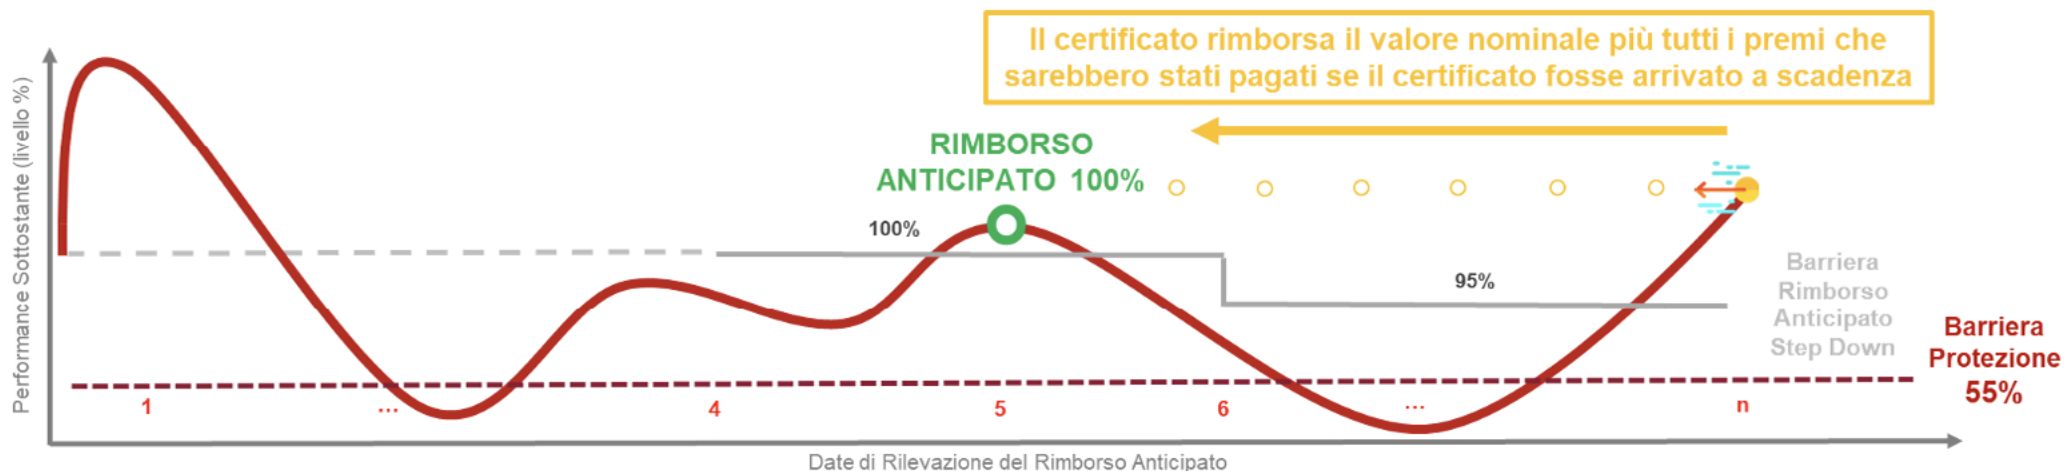 Il certificato rimborsa il valore nominale più tutti i premi che
sarebbero stati pagati se il certificato fosse arrivato a scadenza
Performance Sottostante (livello %)
RIMBORSO
ANTICIPATO 100%
100%
95%
Barriera
Rimborso
Anticipato
Step Down
Barriera
Protezione
55%
1 ... 4 5 6 ... n
Date di Rilevazione del Rimborso Anticipato